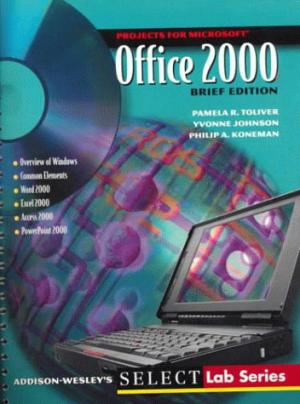 PROJECTS FOR MICROSOFT®
Office 2000
BRIEF EDITION
PAMELA R. TOLIVER
YVONNE JOHNSON
PHILIP A. KONEMAN
Overview of Windows
Common Elements
Word 2000
Excel 2000
Access 2000
PowerPoint 2000
ADDISON-WESLEY'S SELECT Lab Series